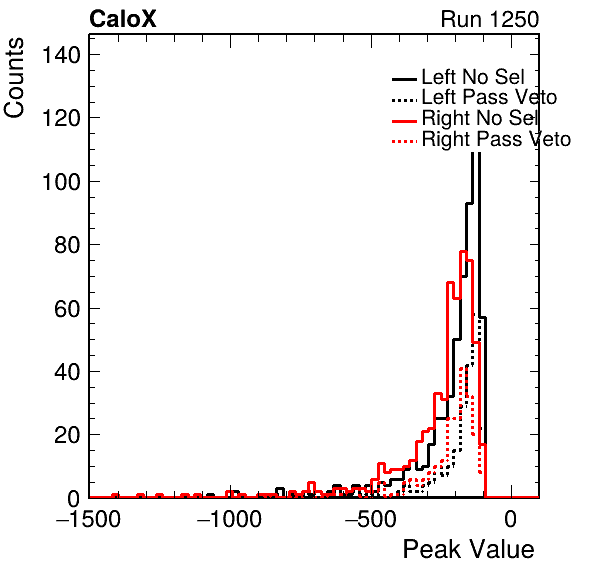 CaloX Run 1250
Counts
140
120
100
80
60
40
20
0
Left No Sel
Left Pass Veto
Right No Sel
Right Pass Veto
−1500 −1000 −500 0
Peak Value